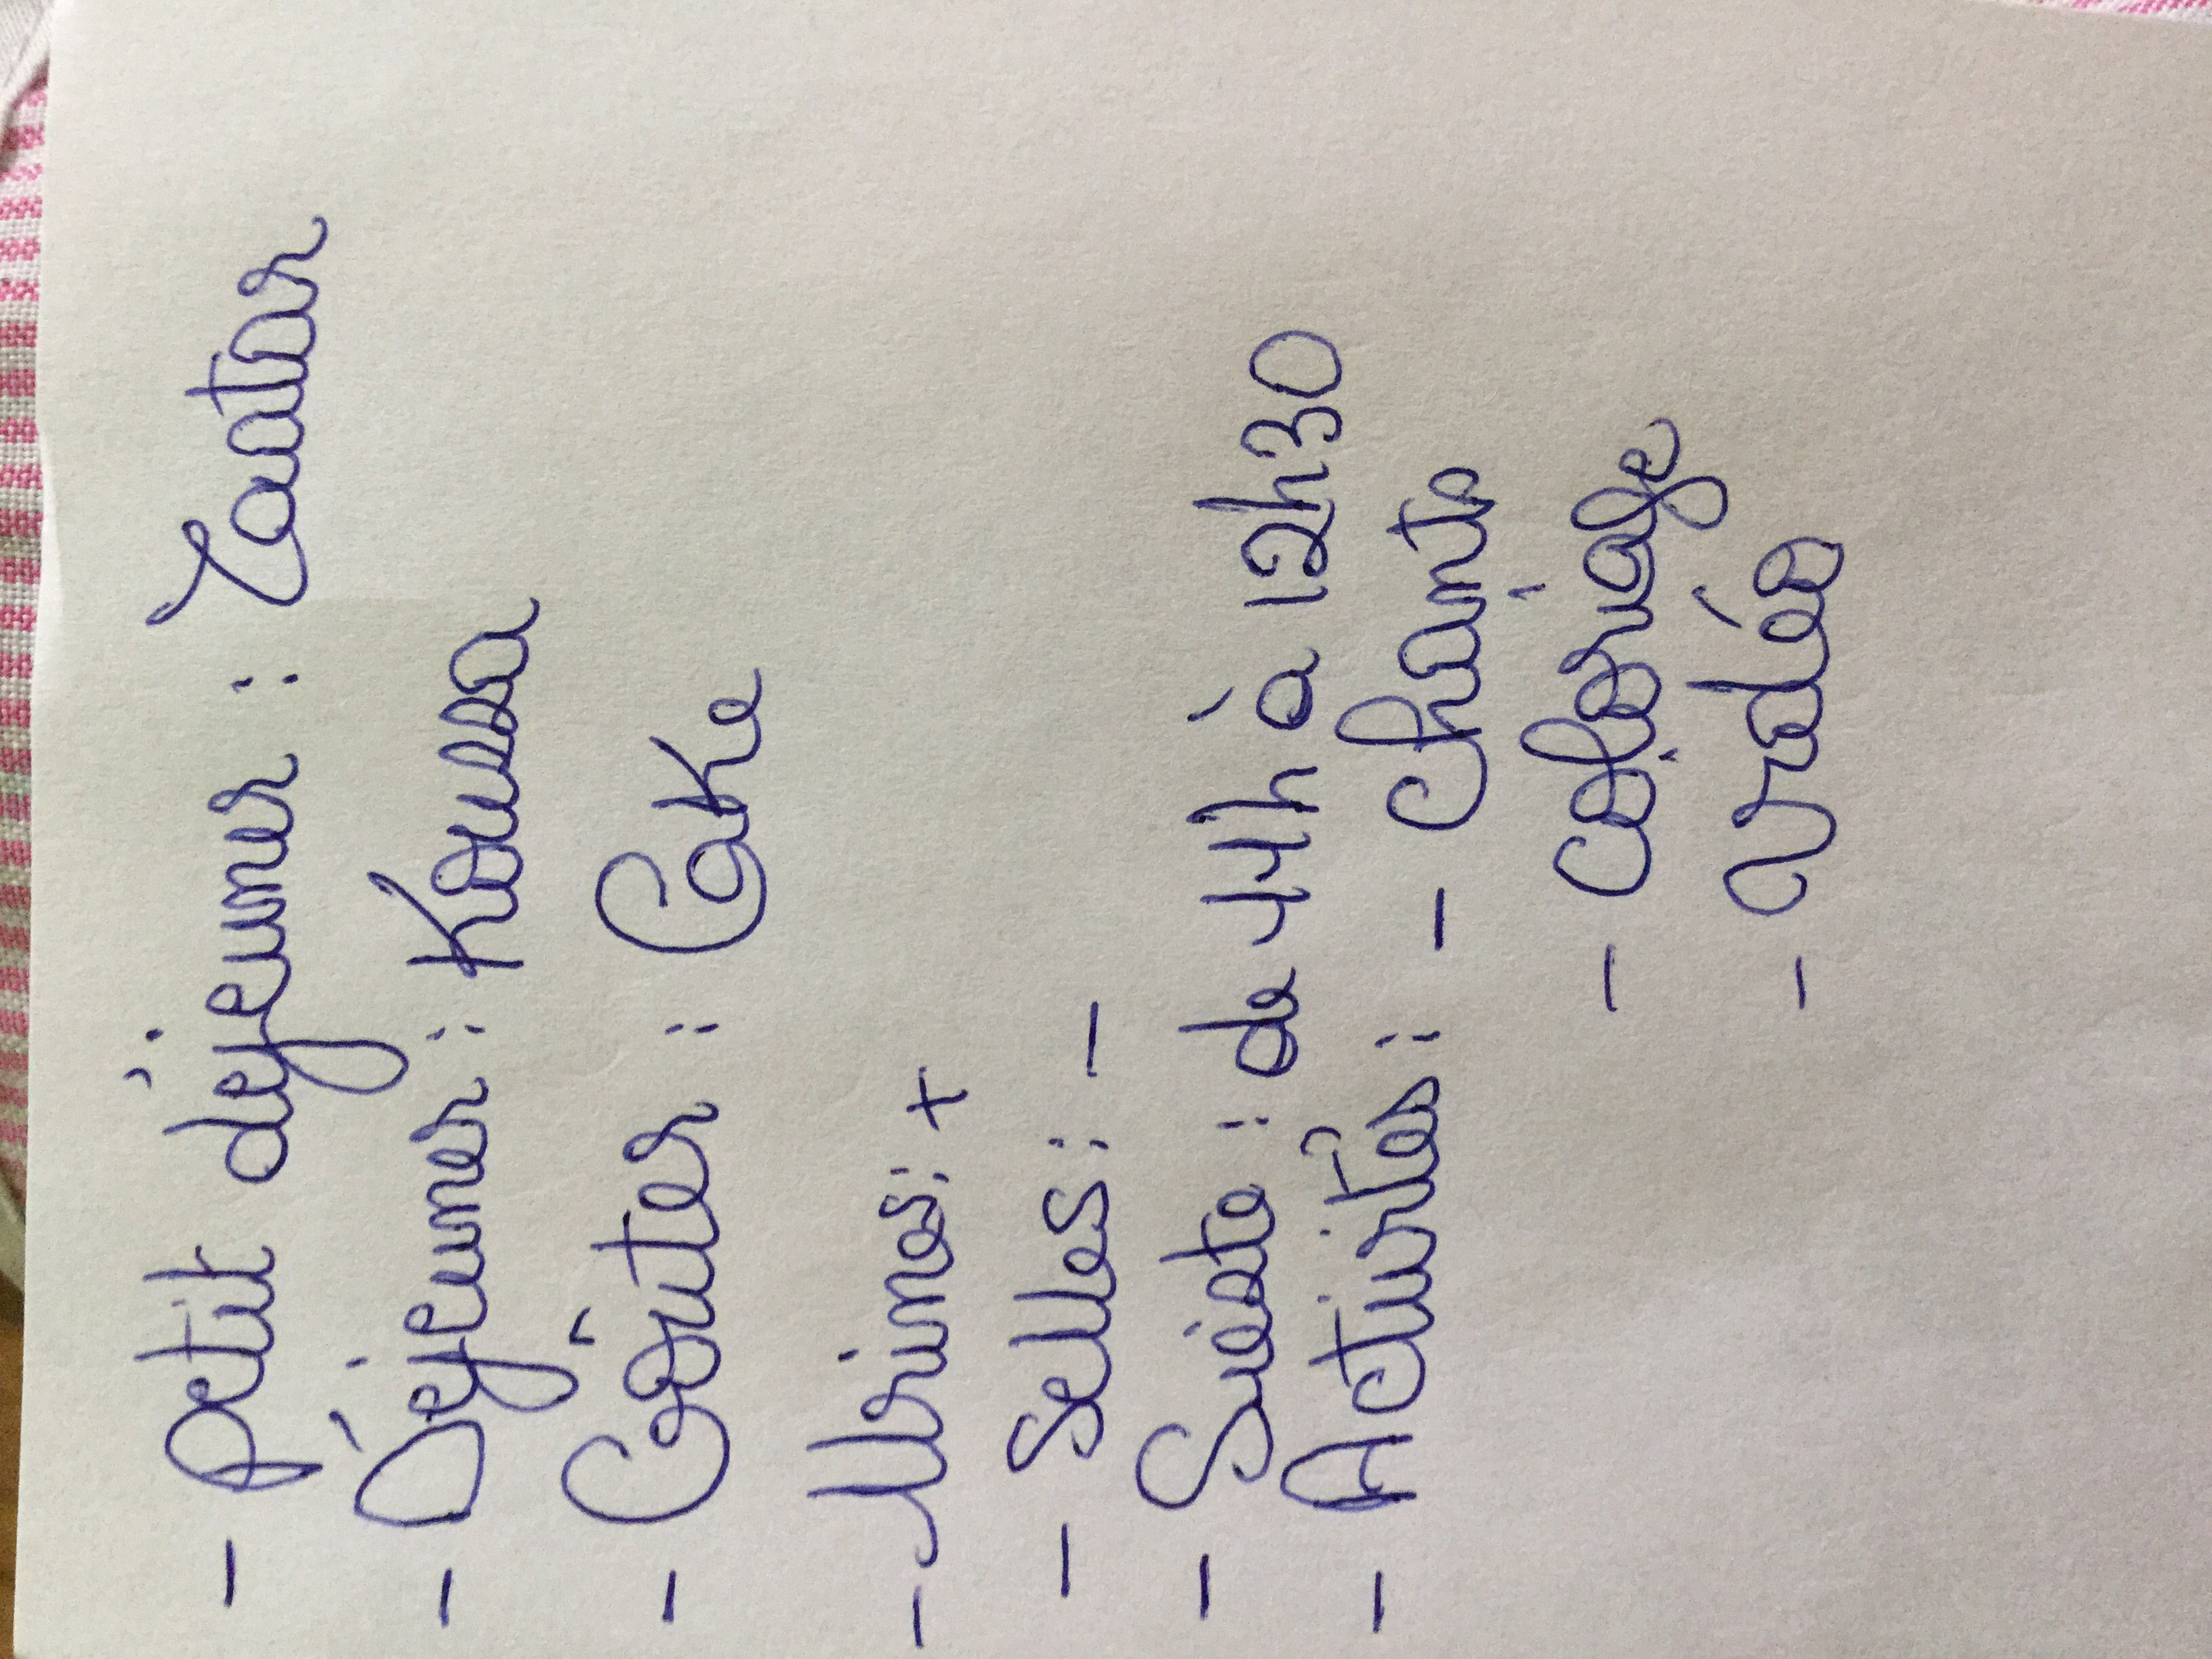 - Petit déjeuner : Zaatar
- Déjeuner : Koussa
- Goûter : Cake
- Urines : +
- Selles : -
- Sieste : de 11h à 12h30
- Activités : - Chants
- Coloriage
- Vidéo